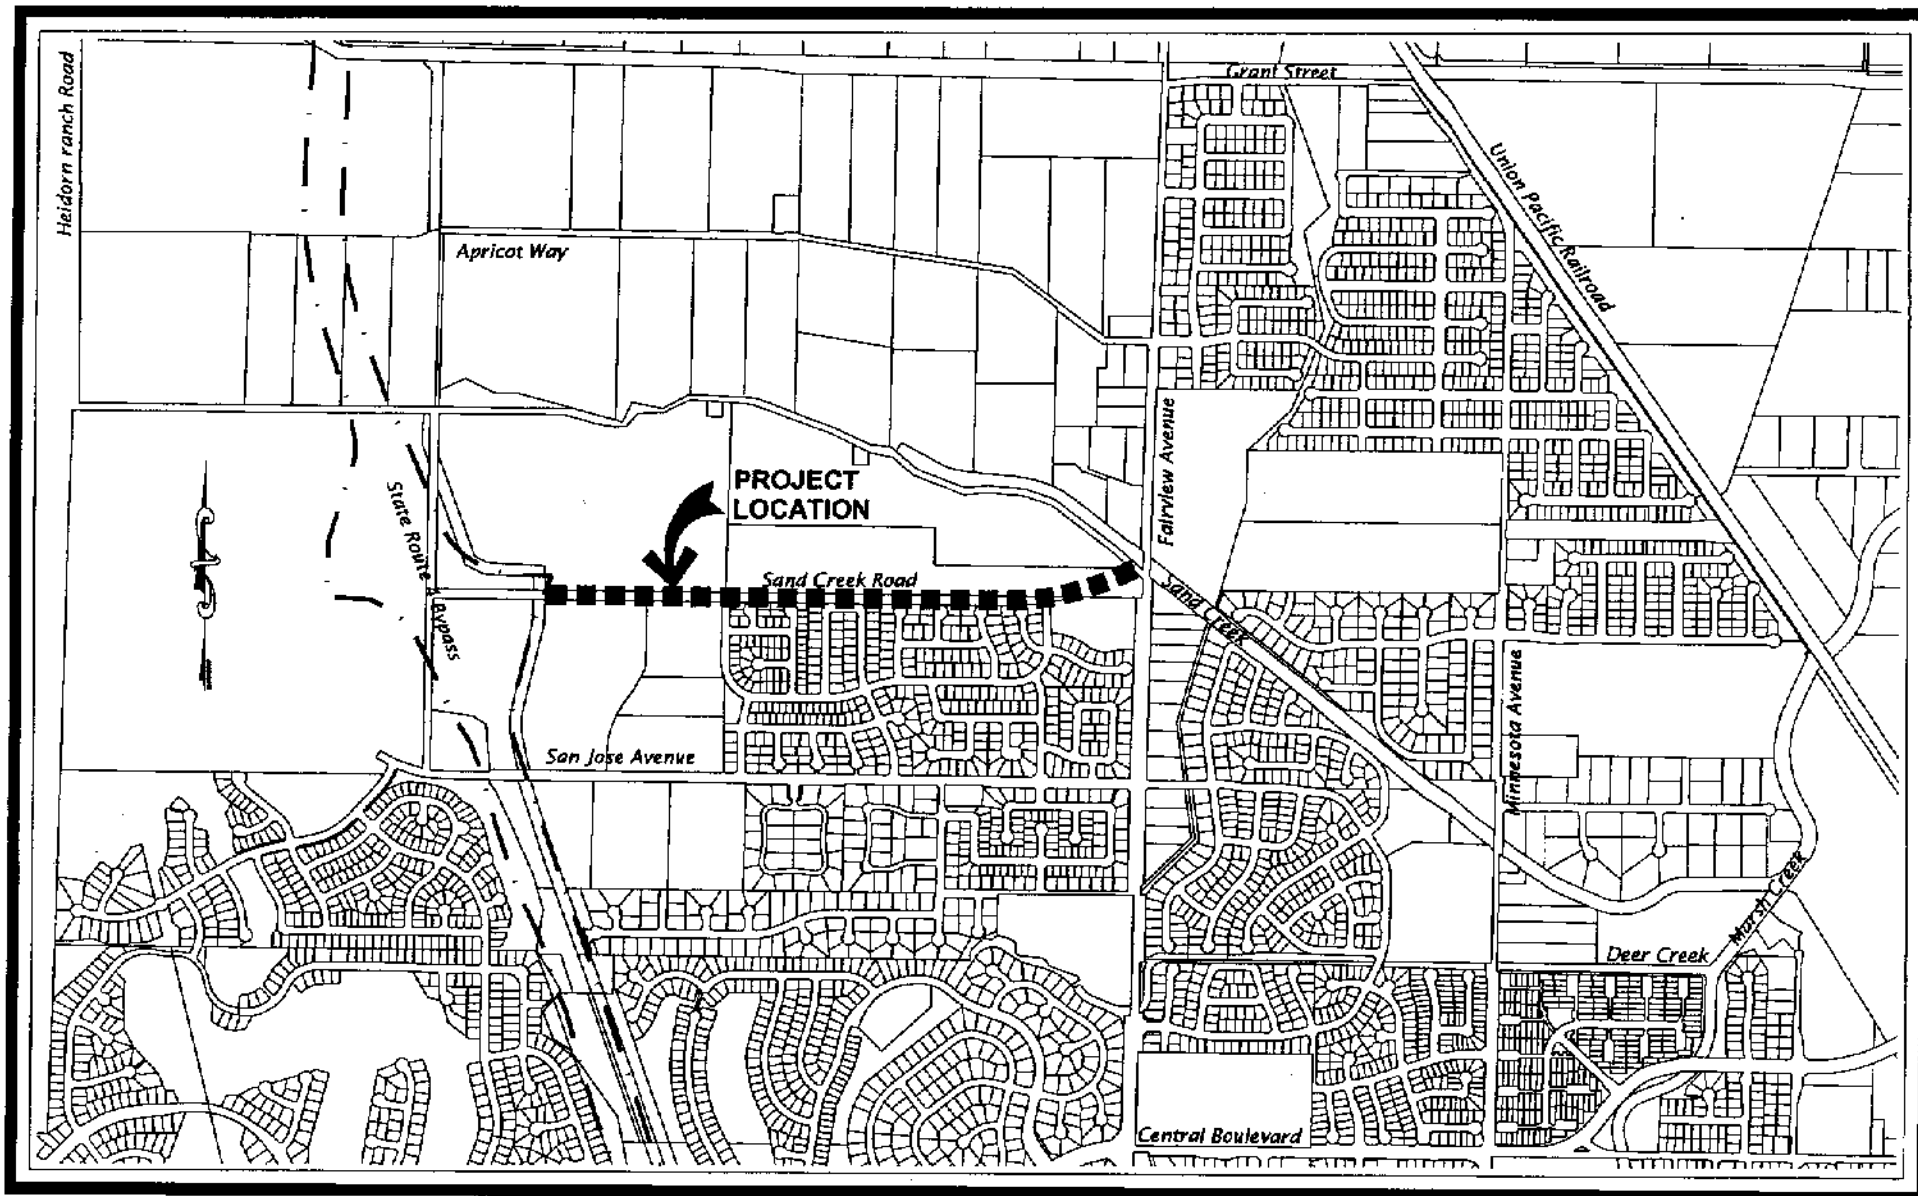 Grant Street
Heidorn ranch Road
Union Pacific Railroad
Apricot Way
Fairview Avenue
State Route 4 Bypass
PROJECT
LOCATION
Sand Creek Road
Sand Creek
Minnesota Avenue
San Jose Avenue
Marsh Creek
Deer Creek
Central Boulevard